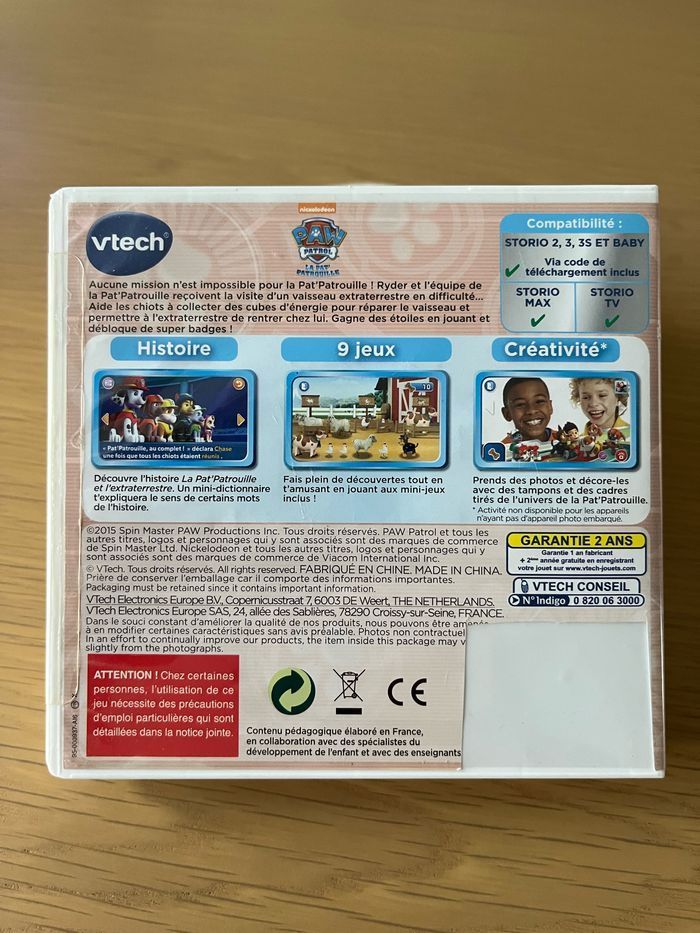 vtech
nickelodeon
PAW
PATROL
LA PAT'
PATROUILLE
Compatibilité :
STORIO 2, 3, 3S ET BABY
Via code de
téléchargement inclus
STORIO
MAX
STORIO
TV
Aucune mission n'est impossible pour la Pat'Patrouille ! Ryder et l'équipe de
la Pat'Patrouille reçoivent la visite d'un vaisseau extraterrestre en difficulté...
Aide les chiots à collecter des cubes d'énergie pour réparer le vaisseau et
permettre à l'extraterrestre de rentrer chez lui. Gagne des étoiles en jouant et
débloque de super badges !
Histoire
« Pat'Patrouille, au complet ! » déclara Chase
une fois que tous les chiots étaient réunis.
Découvre l'histoire La Pat'Patrouille
et l'extraterrestre. Un mini-dictionnaire
t'expliquera le sens de certains mots
de l'histoire.
9 jeux
10
Fais plein de découvertes tout en
t'amusant en jouant aux mini-jeux
inclus !
Créativité*
Prends des photos et décore-les
avec des tampons et des cadres
tirés de l'univers de la Pat'Patrouille.
* Activité non disponible pour les appareils
n'ayant pas d'appareil photo embarqué.
©2015 Spin Master PAW Productions Inc. Tous droits réservés. PAW Patrol et tous les
autres titres, logos et personnages qui y sont associés sont des marques de commerce
de Spin Master Ltd. Nickelodeon et tous les autres titres, logos et personnages qui y
sont associés sont des marques de commerce de Viacom International Inc.
© VTech. Tous droits réservés. All rights reserved. FABRIQUÉ EN CHINE. MADE IN CHINA.
Prière de conserver l'emballage car il comporte des informations importantes.
Packaging must be retained since it contains important information.
VTech Electronics Europe B.V., Copernicusstraat 7, 6003 DE Weert, THE NETHERLANDS.
VTech Electronics Europe SAS, 24, allée des Sablières, 78290 Croissy-sur-Seine, FRANCE.
Dans le souci constant d'améliorer la qualité de nos produits, nous pouvons être amenés
à en modifier certaines caractéristiques sans avis préalable. Photos non contractuel
In an effort to continually improve our products, the item inside this package may v
slightly from the photographs.
GARANTIE 2 ANS
Garantie 1 an fabricant
+ 2ème année gratuite en enregistrant
votre jouet sur www.vtech-jouets.com
VTECH CONSEIL
N° Indigo 0 820 06 3000
ATTENTION ! Chez certaines
personnes, l'utilisation de ce
jeu nécessite des précautions
d'emploi particulières qui sont
détaillées dans la notice jointe.
CE
Contenu pédagogique élaboré en France,
en collaboration avec des spécialistes du
développement de l'enfant et avec des enseignants